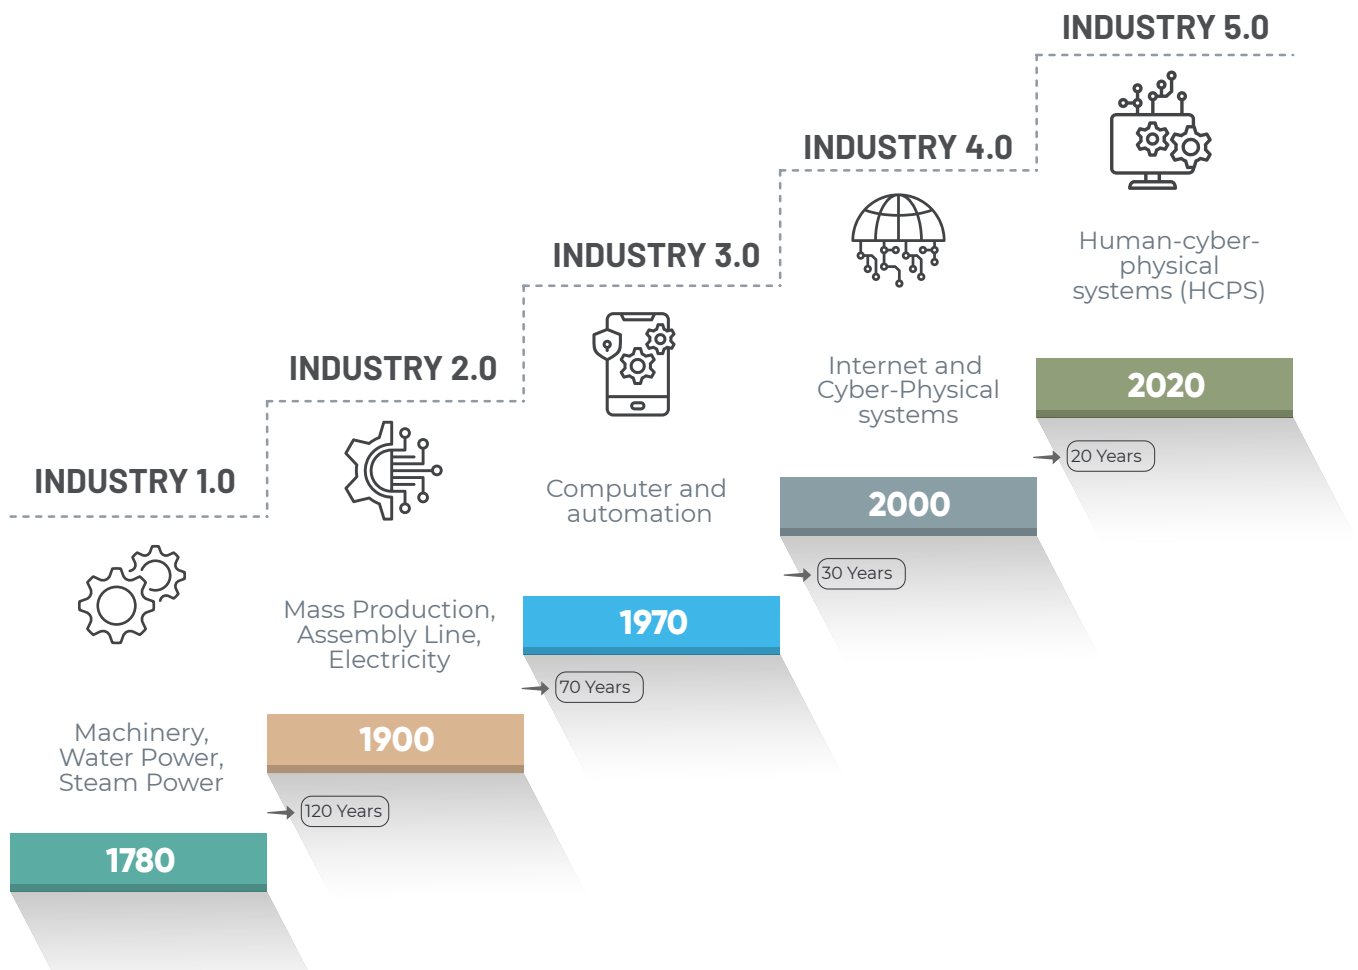 INDUSTRY 1.0
Machinery,
Water Power,
Steam Power
1780
120 Years
INDUSTRY 2.0
Mass Production,
Assembly Line,
Electricity
1900
70 Years
INDUSTRY 3.0
Computer and
automation
1970
30 Years
INDUSTRY 4.0
Internet and
Cyber-Physical
systems
2000
20 Years
INDUSTRY 5.0
Human-cyber-
physical
systems (HCPS)
2020